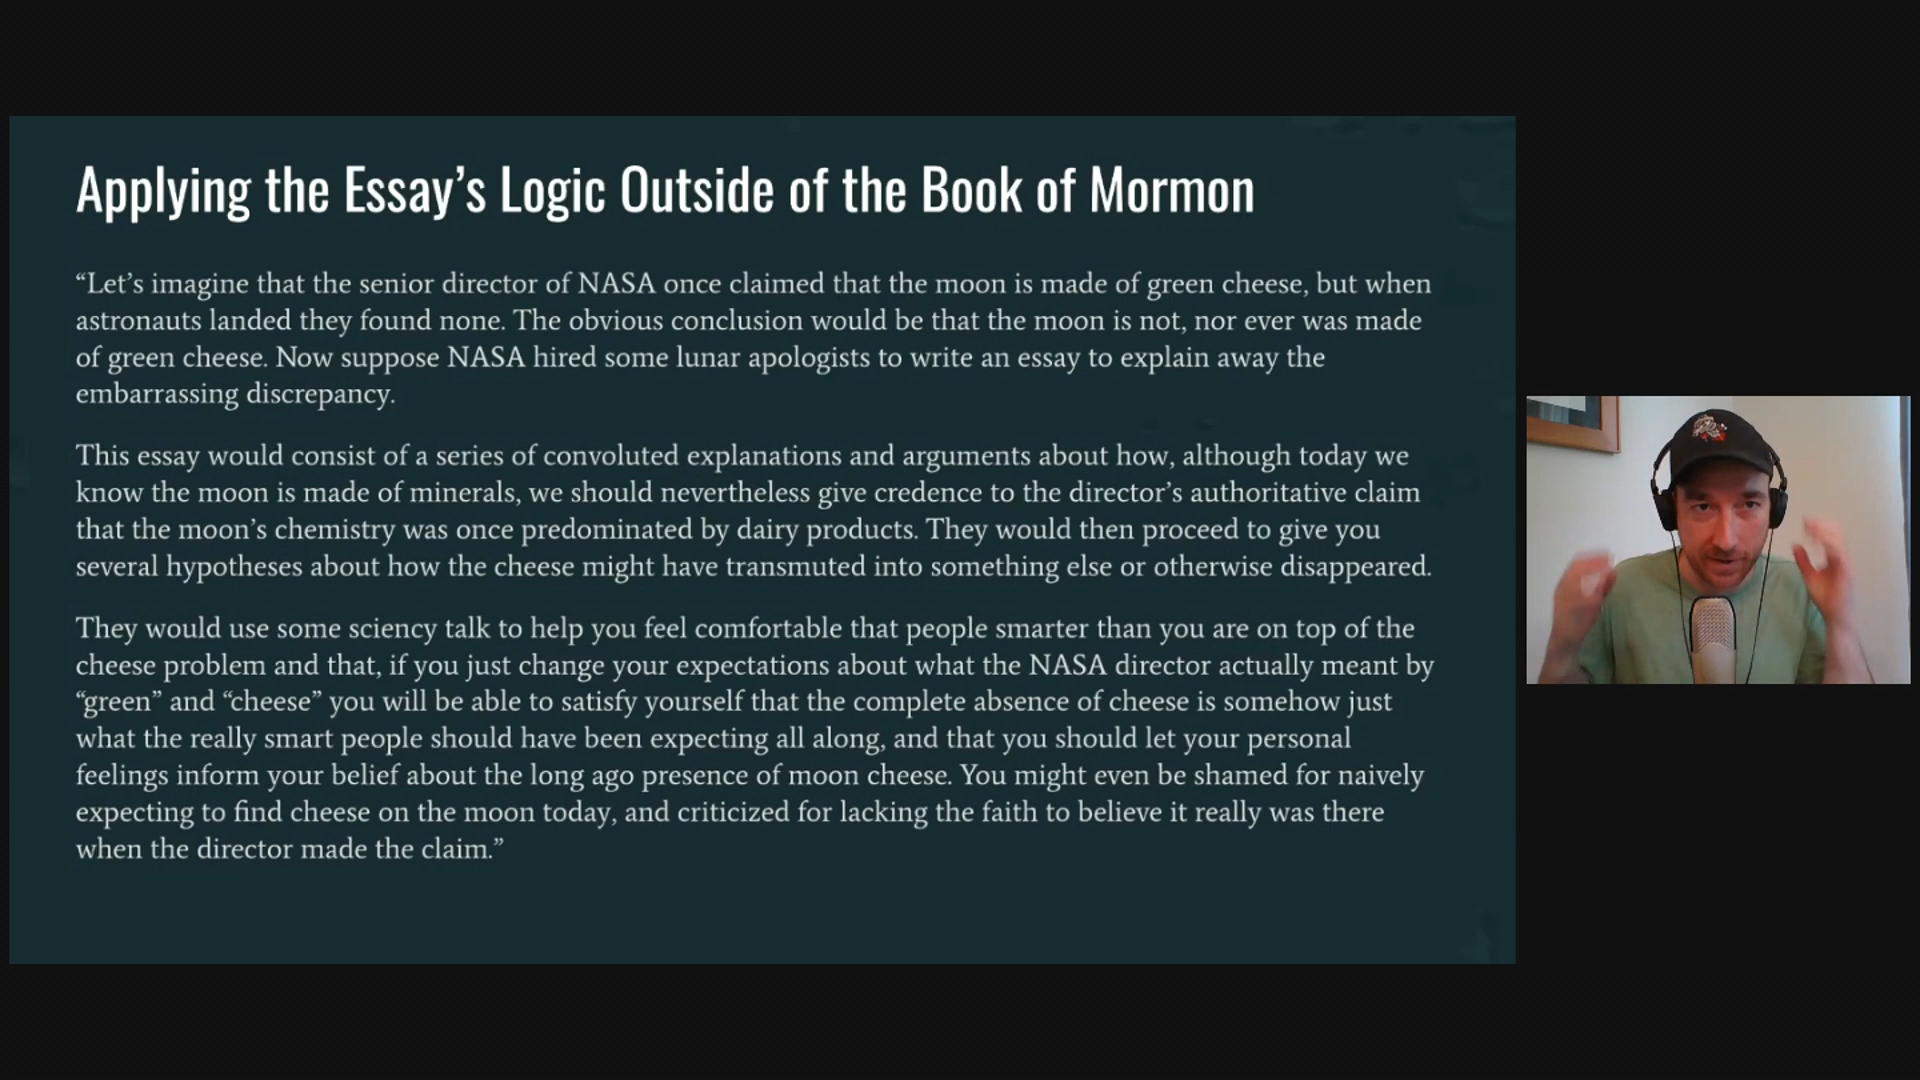 Applying the Essay’s Logic Outside of the Book of Mormon
“Let’s imagine that the senior director of NASA once claimed that the moon is made of green cheese, but when
astronauts landed they found none. The obvious conclusion would be that the moon is not, nor ever was made
of green cheese. Now suppose NASA hired some lunar apologists to write an essay to explain away the
embarrassing discrepancy.
This essay would consist of a series of convoluted explanations and arguments about how, although today we
know the moon is made of minerals, we should nevertheless give credence to the director’s authoritative claim
that the moon’s chemistry was once predominated by dairy products. They would then proceed to give you
several hypotheses about how the cheese might have transmuted into something else or otherwise disappeared.
They would use some sciency talk to help you feel comfortable that people smarter than you are on top of the
cheese problem and that, if you just change your expectations about what the NASA director actually meant by
“green” and “cheese” you will be able to satisfy yourself that the complete absence of cheese is somehow just
what the really smart people should have been expecting all along, and that you should let your personal
feelings inform your belief about the long ago presence of moon cheese. You might even be shamed for naively
expecting to find cheese on the moon today, and criticized for lacking the faith to believe it really was there
when the director made the claim.”